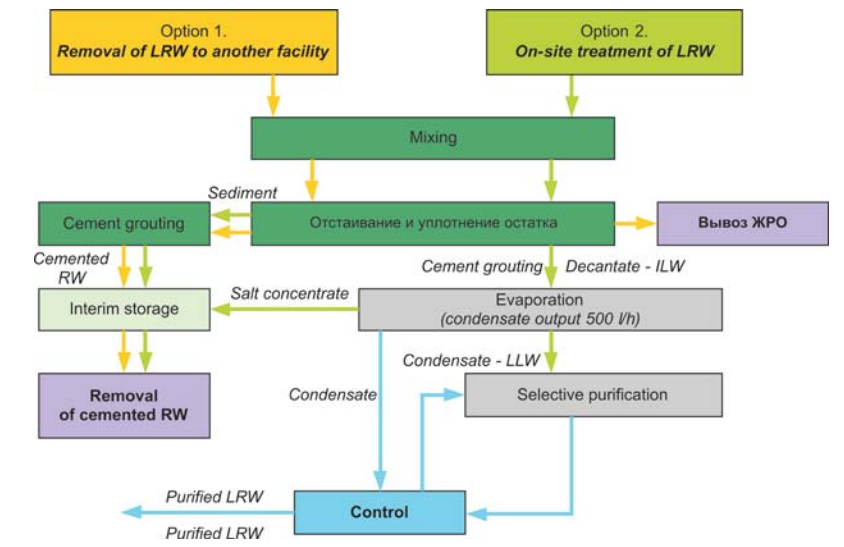 Option 1.
Removal of LRW to another facility
Option 2.
On-site treatment of LRW
Mixing
Sediment
Cement grouting
Отстаивание и уплотнение остатка
Вывоз ЖРО
Cemented
RW
Cement grouting
Decantate - ILW
Interim storage
Salt concentrate
Evaporation
(condensate output 500 l/h)
Condensate - LLW
Removal
of cemented RW
Condensate
Selective purification
Purified LRW
Control
Purified LRW